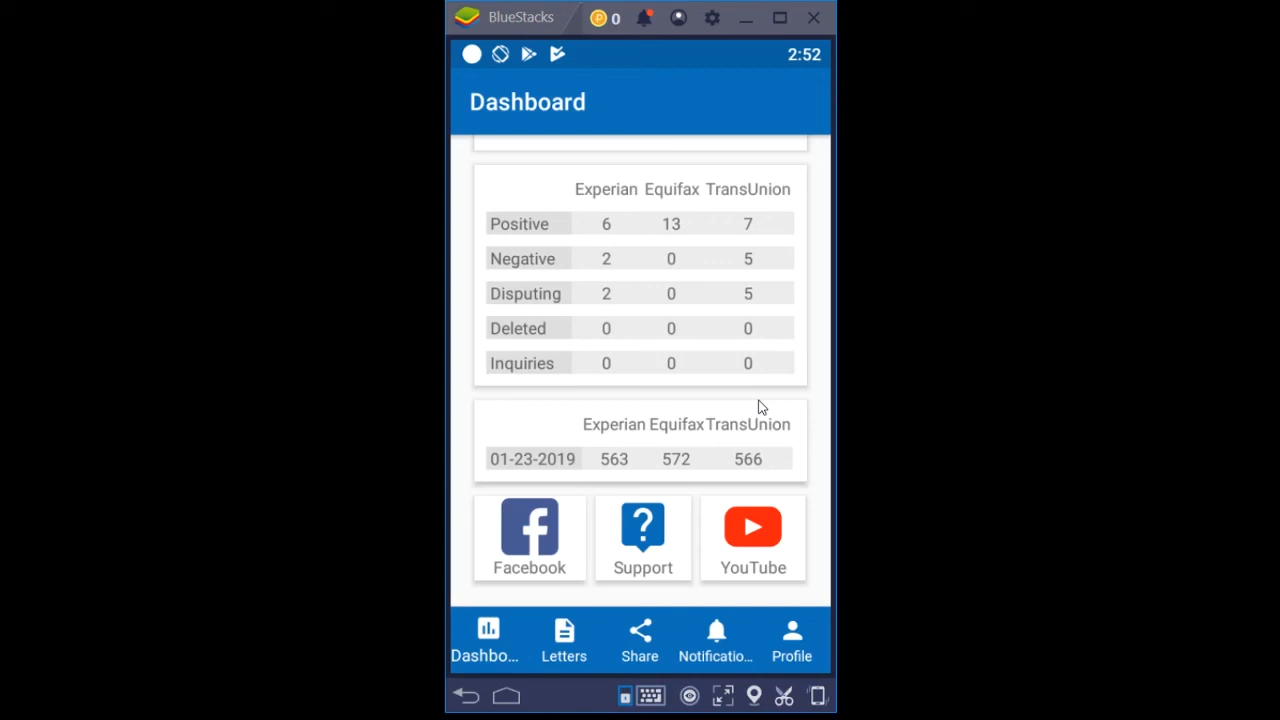 BlueStacks 0
2:52
Dashboard
Experian Equifax TransUnion
Positive 6 13 7
Negative 2 0 5
Disputing 2 0 5
Deleted 0 0 0
Inquiries 0 0 0
Experian Equifax TransUnion
01-23-2019 563 572 566
Facebook Support YouTube
Dashbo... Letters Share Notificatio... Profile